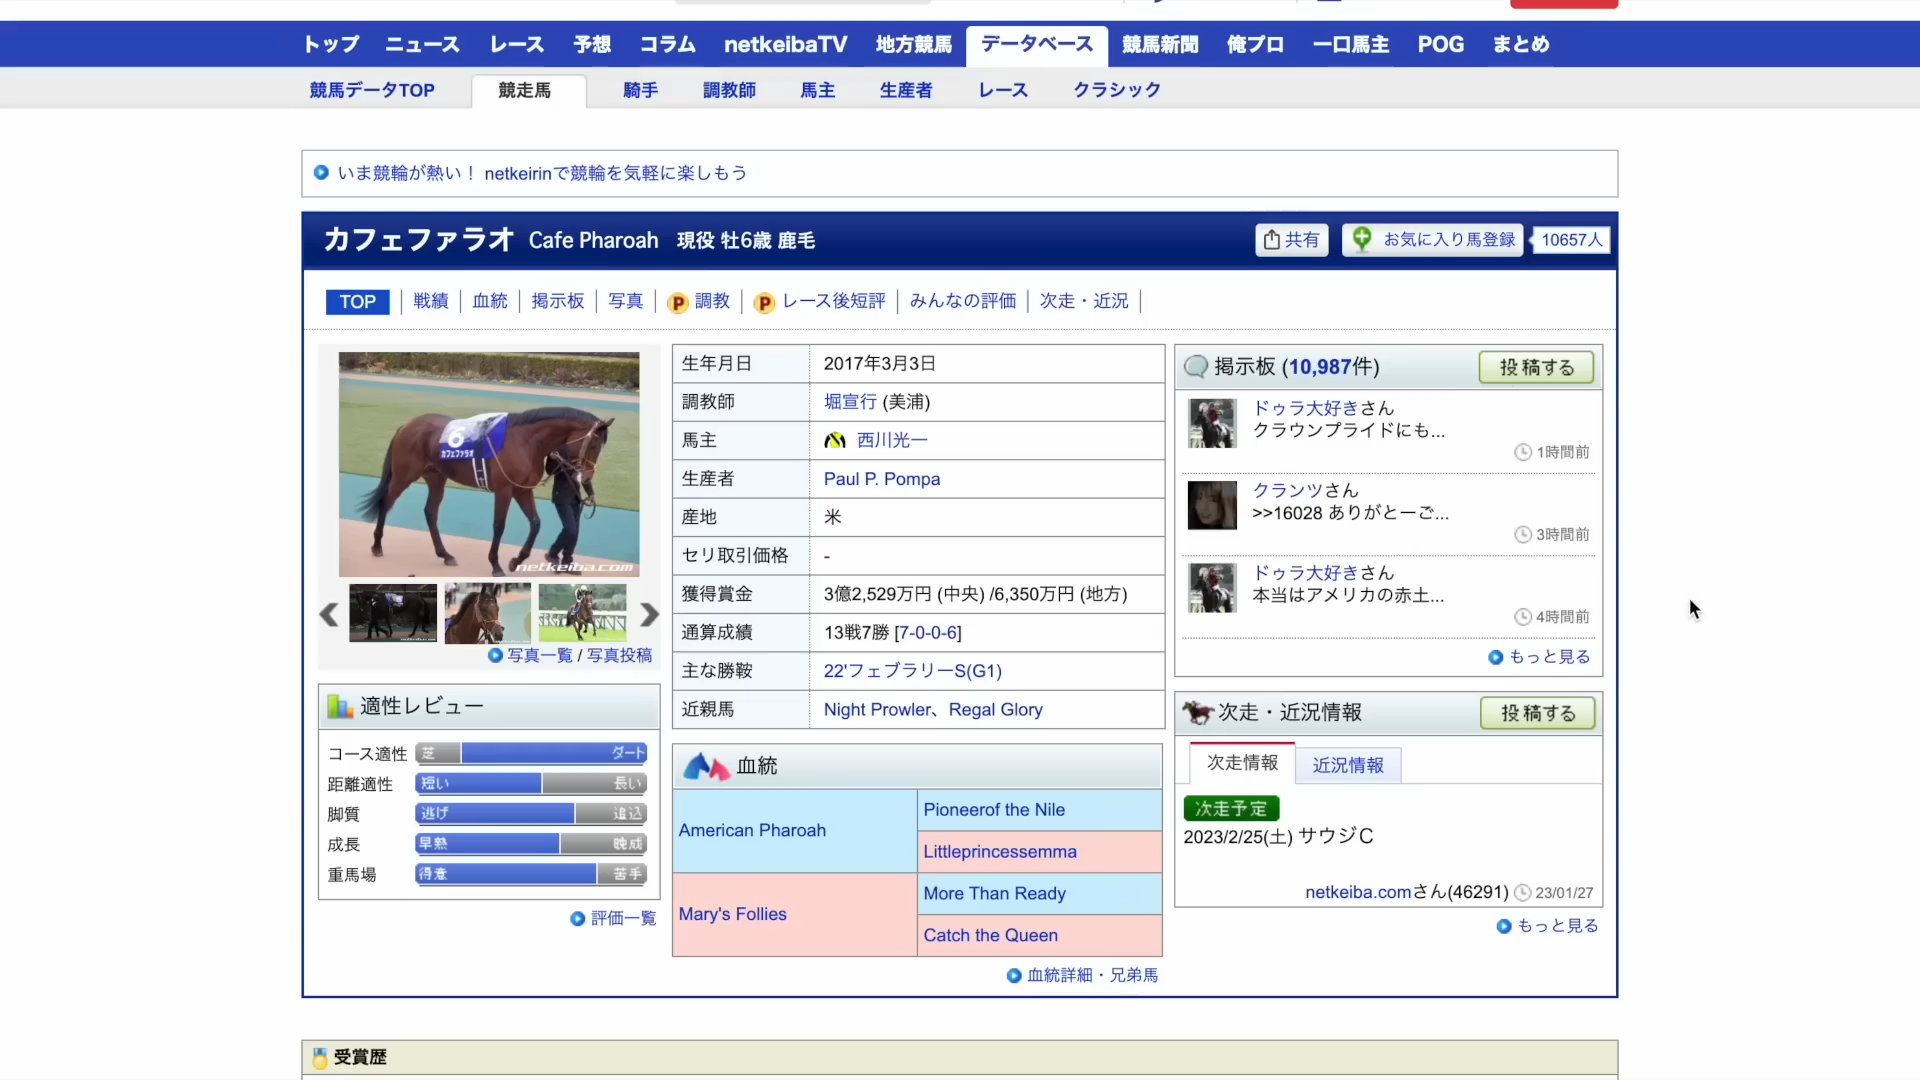 トップ ニュース レース 予想 コラム netkeibaTV 地方競馬 データベース 競馬新聞 俺プロ 一口馬主 POG まとめ
競馬データTOP 競走馬 騎手 調教師 馬主 生産者 レース クラシック
いま競輪が熱い！ netkeirinで競輪を気軽に楽しもう
カフェファラオ Cafe Pharoah 現役 牡6歳 鹿毛
共有 お気に入り馬登録 10657人
TOP 戦績 血統 掲示板 写真 P 調教 P レース後短評 みんなの評価 次走・近況
6
カフェファラオ
netkeiba.com
写真一覧 / 写真投稿
適性レビュー
コース適性 芝 ダート
距離適性 短い 長い
脚質 逃げ 追込
成長 早熟 晩成
重馬場 得意 苦手
評価一覧
生年月日 2017年3月3日
調教師 堀宣行 (美浦)
馬主 西川光一
生産者 Paul P. Pompa
産地 米
セリ取引価格 -
獲得賞金 3億2,529万円 (中央) /6,350万円 (地方)
通算成績 13戦7勝 [7-0-0-6]
主な勝鞍 22'フェブラリーS(G1)
近親馬 Night Prowler、Regal Glory
血統
American Pharoah
Pioneerof the Nile
Littleprincessemma
Mary's Follies
More Than Ready
Catch the Queen
血統詳細・兄弟馬
掲示板 (10,987件) 投稿する
ドゥラ大好きさん
クラウンプライドにも...
1時間前
クランツさん
>>16028 ありがとーご...
3時間前
ドゥラ大好きさん
本当はアメリカの赤土...
4時間前
もっと見る
次走・近況情報 投稿する
次走情報 近況情報
次走予定
2023/2/25(土) サウジC
netkeiba.comさん(46291) 23/01/27
もっと見る
受賞歴